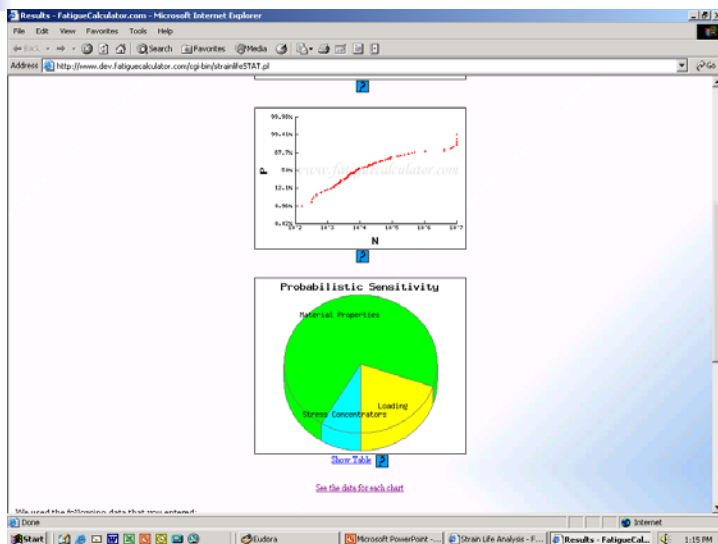 Results - FatigueCalculator.com - Microsoft Internet Explorer
File Edit View Favorites Tools Help
Back Search Favorites Media
Address http://www.dev.fatiguecalculator.com/cgi-bin/strainlifeSTAT.pl Go
?
99.98%
99.41%
87.7%
50%
12.1%
0.96%
0.02%
P
www.fatiguecalculator.com
10^2 10^3 10^4 10^5 10^6 10^7
N
?
Probabilistic Sensitivity
Material Properties
Loading
Stress Concentrators
Show Table ?
See the data for each chart
We used the following data that you entered:
Done Internet
Start Eudora Microsoft PowerPoint -... Strain Life Analysis - F... Results - FatigueCal... 1:15 PM